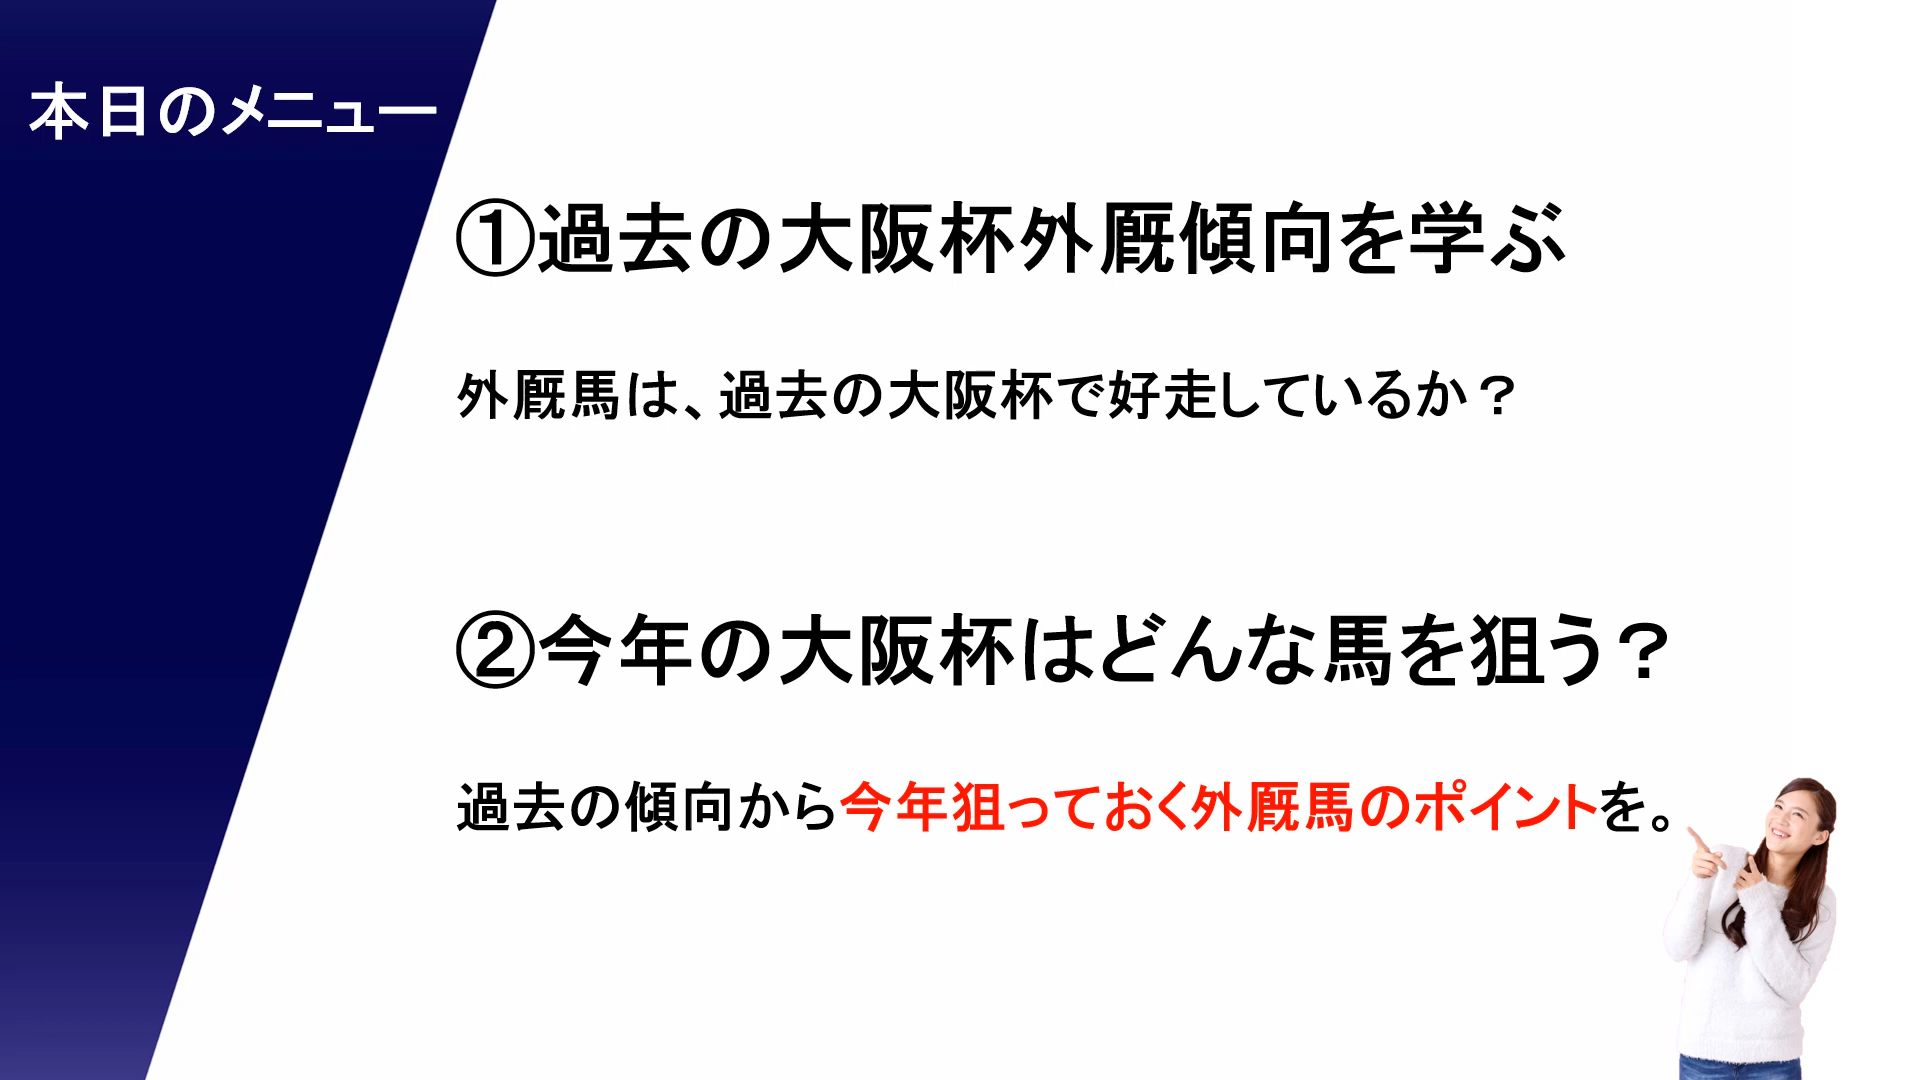 本日のメニュー
①過去の大阪杯外厩傾向を学ぶ
外厩馬は、過去の大阪杯で好走しているか？
②今年の大阪杯はどんな馬を狙う？
過去の傾向から今年狙っておく外厩馬のポイントを。